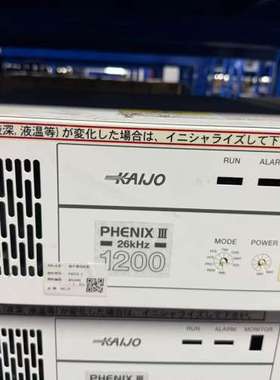 深,液温等)が変化した場合は、イニシャライズして下
RUN ALAR
KAIJO
PHENIX III
26kHz
1200
MODE POWER
RUN ALARM MONITOR
KAIJO
PHENIX III